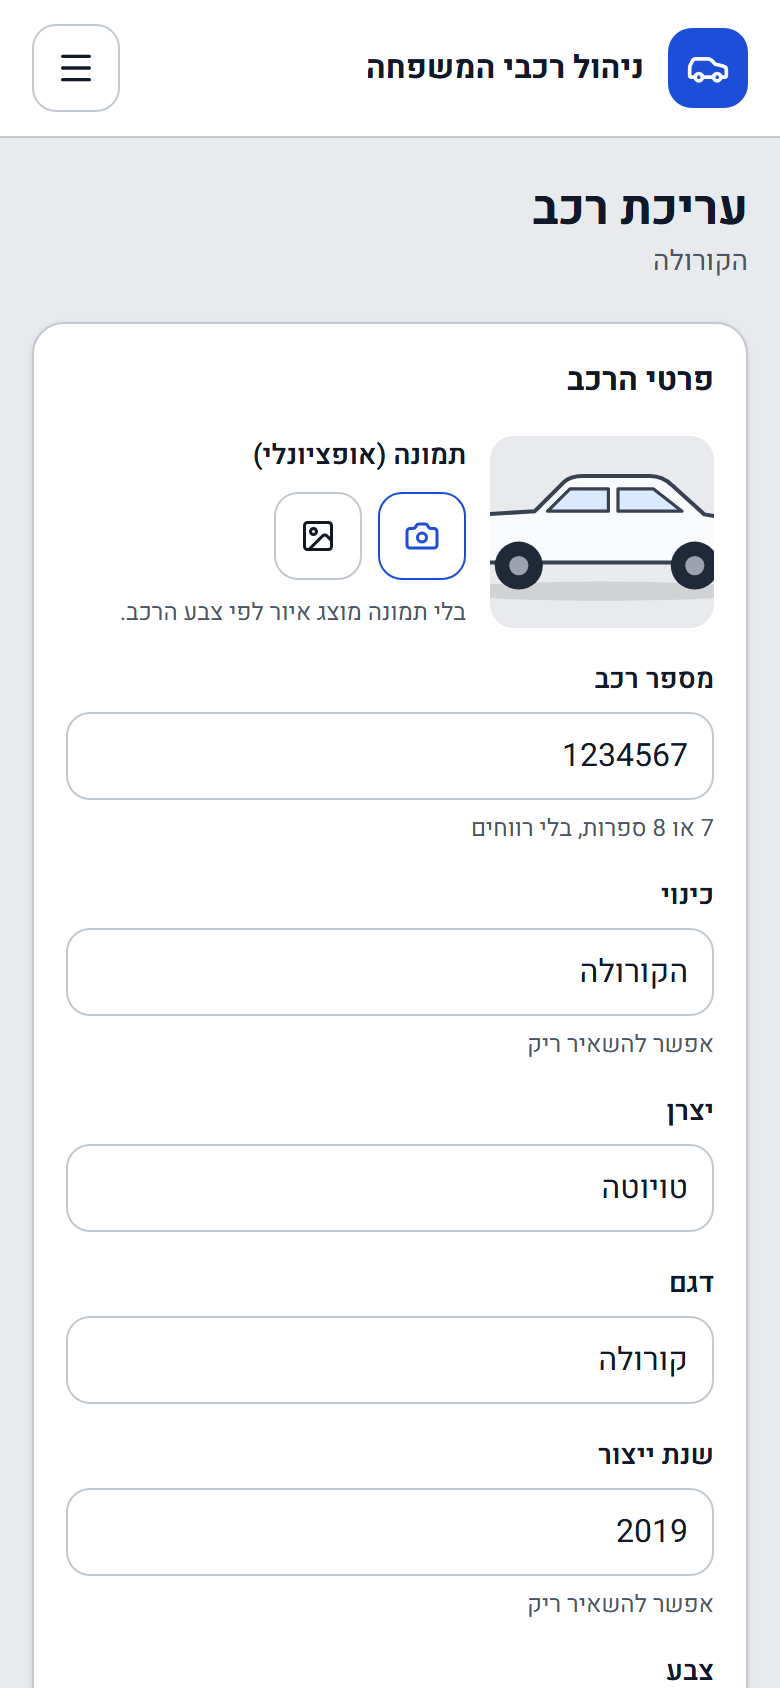 ניהול רכבי המשפחה
עריכת רכב
הקורולה
פרטי הרכב
תמונה (אופציונלי)
בלי תמונה מוצג איור לפי צבע הרכב.
מספר רכב
1234567
7 או 8 ספרות, בלי רווחים
כינוי
הקורולה
אפשר להשאיר ריק
יצרן
טויוטה
דגם
קורולה
שנת ייצור
2019
אפשר להשאיר ריק
צבע